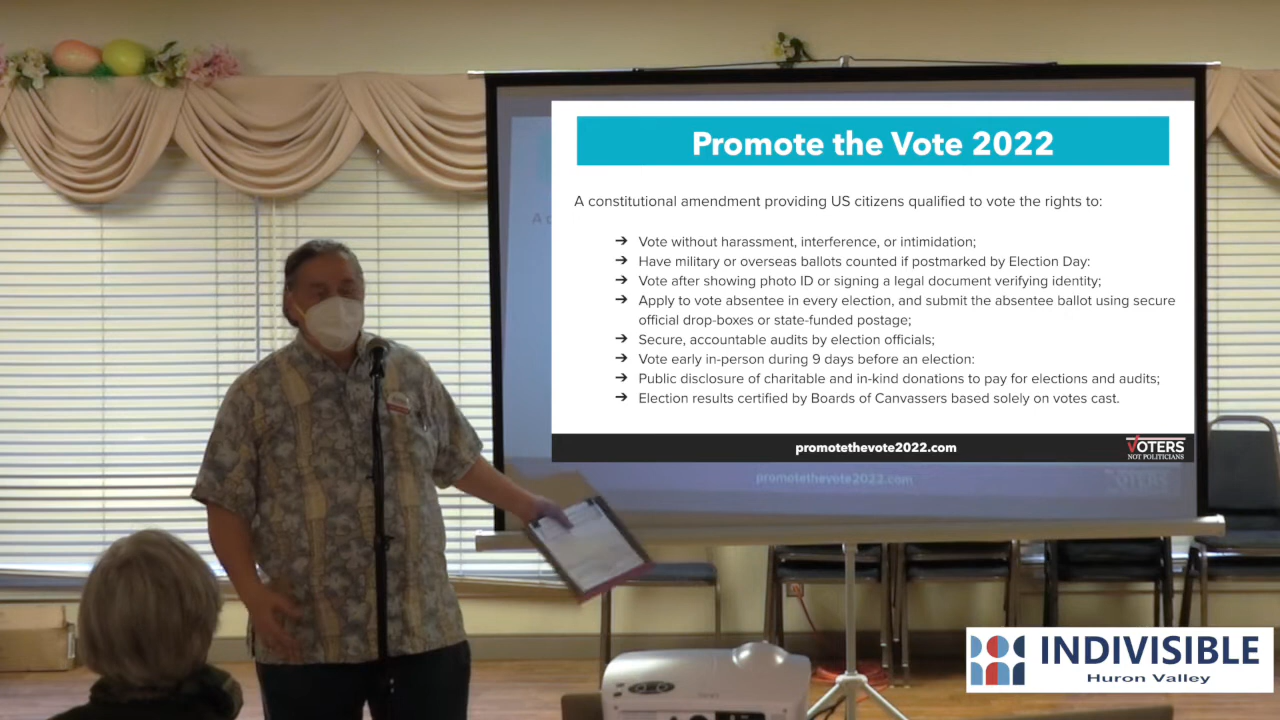 Promote the Vote 2022
A constitutional amendment providing US citizens qualified to vote the rights to:
➔ Vote without harassment, interference, or intimidation;
➔ Have military or overseas ballots counted if postmarked by Election Day:
➔ Vote after showing photo ID or signing a legal document verifying identity;
➔ Apply to vote absentee in every election, and submit the absentee ballot using secure
official drop-boxes or state-funded postage;
➔ Secure, accountable audits by election officials;
➔ Vote early in-person during 9 days before an election:
➔ Public disclosure of charitable and in-kind donations to pay for elections and audits;
➔ Election results certified by Boards of Canvassers based solely on votes cast.
promotethevote2022.com
VOTERS
NOT POLITICIANS
promotethevote2022.com
VOTERS
INDIVISIBLE
Huron Valley